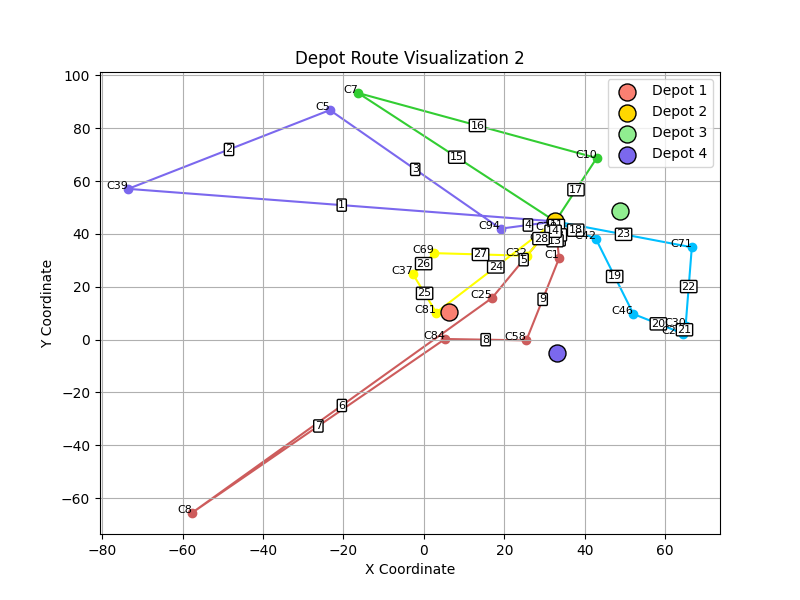 Depot Route Visualization 2
100
80
60
40
20
0
−20
−40
−60
−80
−60
−40
−20
0
20
40
60
Y Coordinate
X Coordinate
Depot 1
Depot 2
Depot 3
Depot 4
C7
C5
16
C10
2
15
3
C39
17
1
C94
4
18
C42
23
C71
28
14
13
C69
27
C32
C1
26
24
5
C37
19
22
25
C25
9
C81
C46
20
C30
21
C84
8
C58
6
7
C8